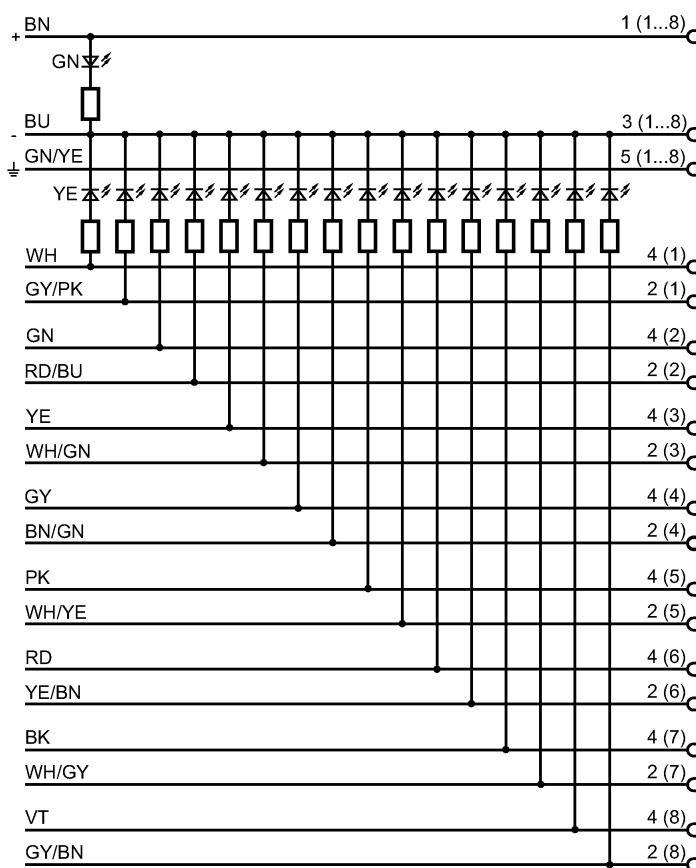 BN 1 (1...8)
+
GN
BU 3 (1...8)
-
GN/YE 5 (1...8)
YE
WH 4 (1)
GY/PK 2 (1)
GN 4 (2)
RD/BU 2 (2)
YE 4 (3)
WH/GN 2 (3)
GY 4 (4)
BN/GN 2 (4)
PK 4 (5)
WH/YE 2 (5)
RD 4 (6)
YE/BN 2 (6)
BK 4 (7)
WH/GY 2 (7)
VT 4 (8)
GY/BN 2 (8)